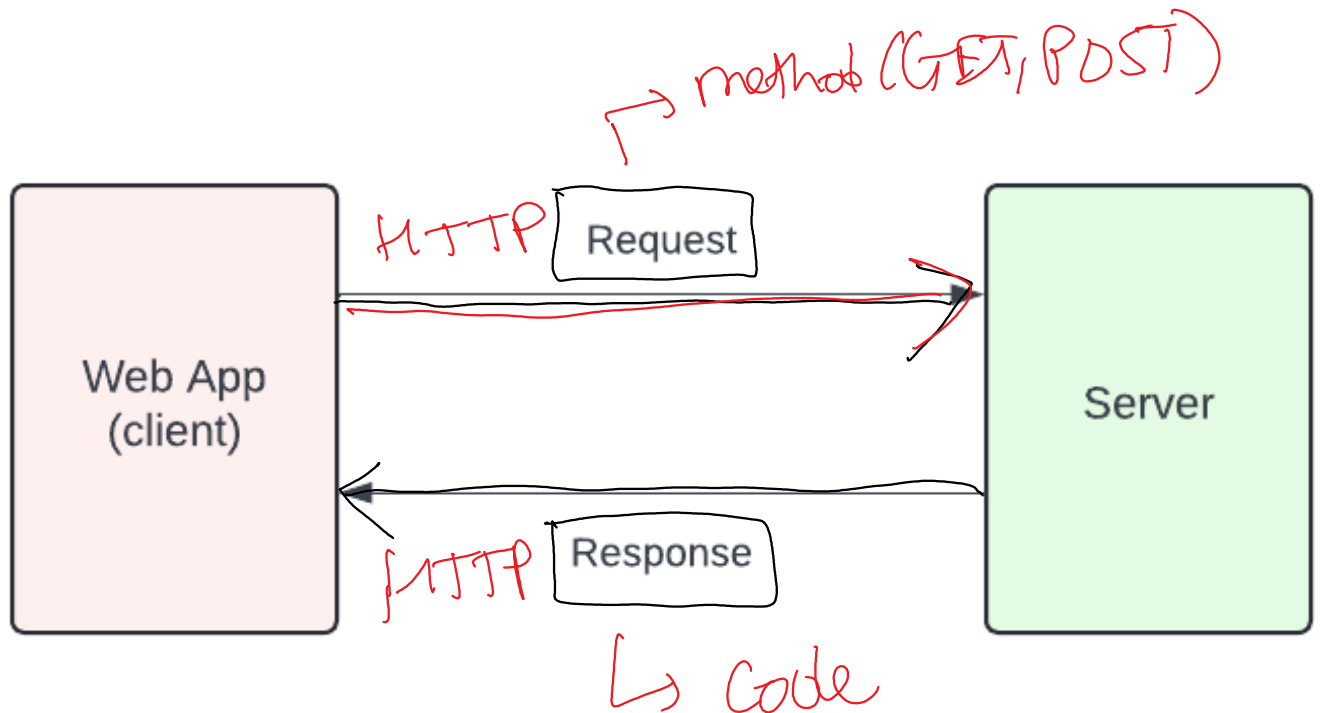 method (GET, POST)
HTTP Request
Web App
(client)
Server
HTTP Response
Code